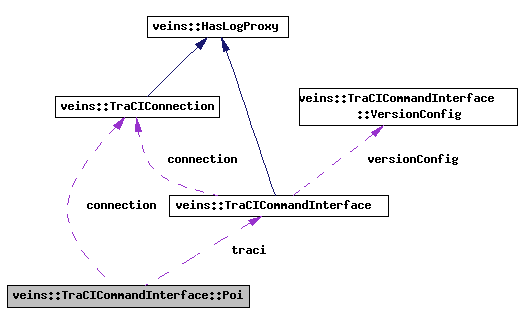 veins::HasLogProxy
veins::TraCIConnection
veins::TraCICommandInterface
::VersionConfig
connection
versionConfig
connection
veins::TraCICommandInterface
traci
veins::TraCICommandInterface::Poi